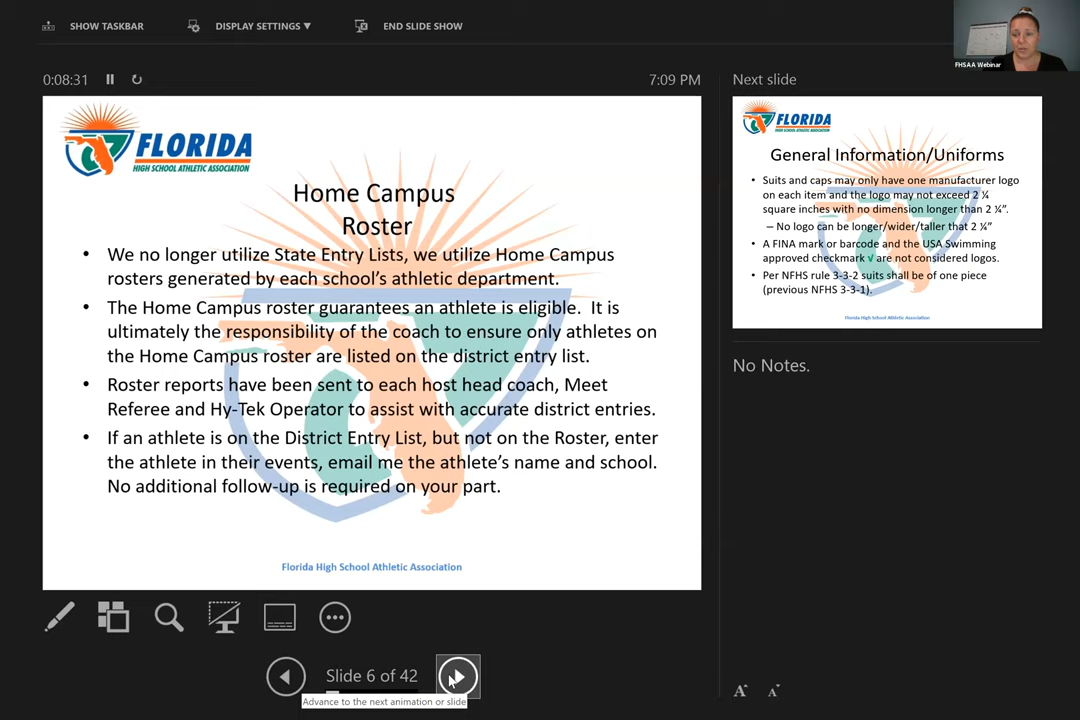 SHOW TASKBAR
DISPLAY SETTINGS ▼
END SLIDE SHOW
FHSAA Webinar
0:08:31
7:09 PM
FLORIDA
HIGH SCHOOL ATHLETIC ASSOCIATION
Home Campus
Roster
• We no longer utilize State Entry Lists, we utilize Home Campus
rosters generated by each school's athletic department.
• The Home Campus roster guarantees an athlete is eligible. It is
ultimately the responsibility of the coach to ensure only athletes on
the Home Campus roster are listed on the district entry list.
• Roster reports have been sent to each host head coach, Meet
Referee and Hy-Tek Operator to assist with accurate district entries.
• If an athlete is on the District Entry List, but not on the Roster, enter
the athlete in their events, email me the athlete's name and school.
No additional follow-up is required on your part.
Florida High School Athletic Association
Next slide
FLORIDA
HIGH SCHOOL ATHLETIC ASSOCIATION
General Information/Uniforms
• Suits and caps may only have one manufacturer logo
on each item and the logo may not exceed 2 ¼
square inches with no dimension longer than 2 ¼".
– No logo can be longer/wider/taller that 2 ¼"
• A FINA mark or barcode and the USA Swimming
approved checkmark √ are not considered logos.
• Per NFHS rule 3-3-2 suits shall be of one piece
(previous NFHS 3-3-1).
Florida High School Athletic Association
No Notes.
Slide 6 of 42
Advance to the next animation or slide
A A